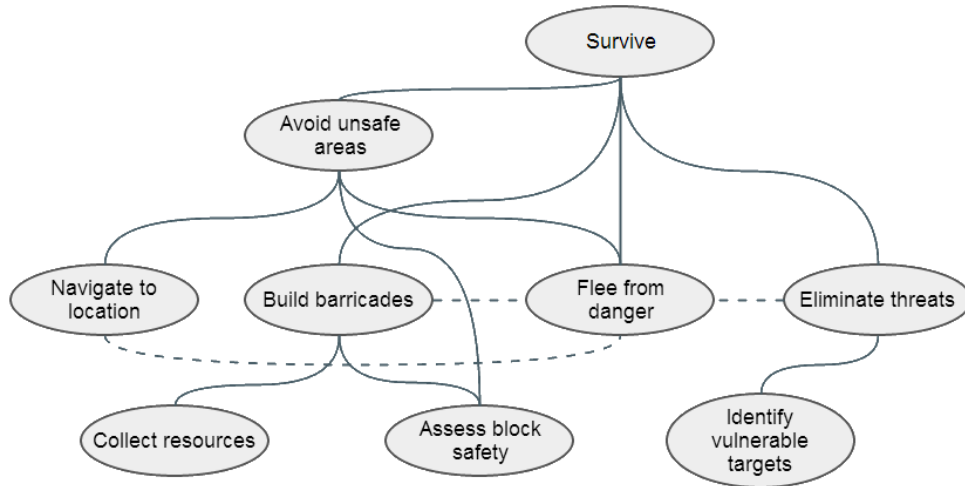 Survive
Avoid unsafe
areas
Navigate to
location
Build barricades
Flee from
danger
Eliminate threats
Collect resources
Assess block
safety
Identify
vulnerable
targets